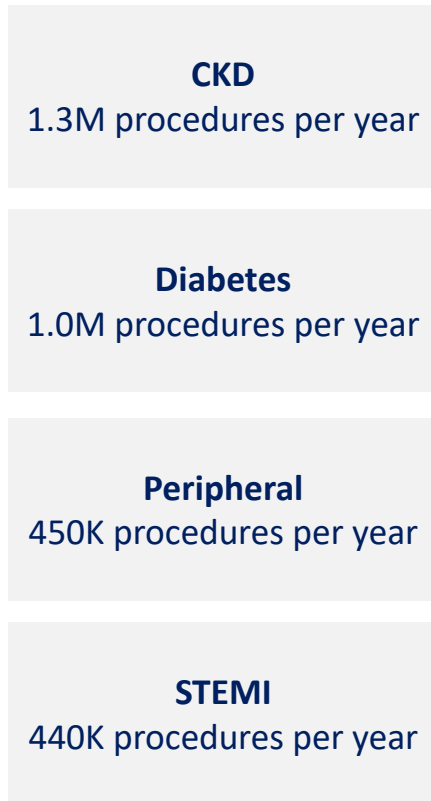 CKD
1.3M procedures per year
Diabetes
1.0M procedures per year
Peripheral
450K procedures per year
STEMI
440K procedures per year